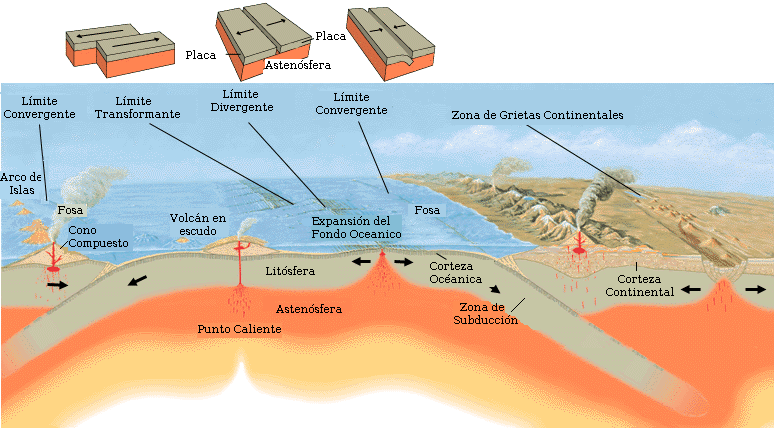 Placa
Placa
Astenósfera
Límite
Convergente
Límite
Transformante
Límite
Divergente
Límite
Convergente
Zona de Grietas Continentales
Arco de
Islas
Fosa
Cono
Compuesto
Volcán en
escudo
Expansión del
Fondo Oceanico
Fosa
Litósfera
Corteza
Océanica
Corteza
Continental
Astenósfera
Zona de
Subducción
Punto Caliente